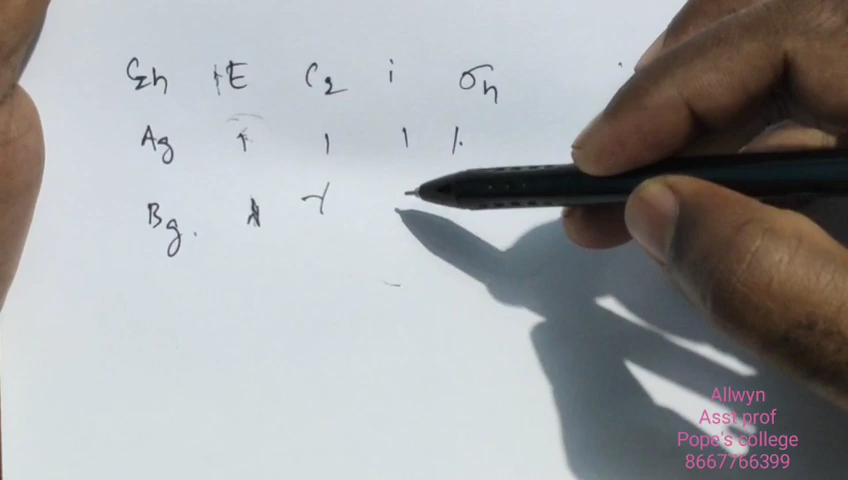 C2h E C2 i σh
Ag 1 1 1 1.
Bg. 1 -1
Allwyn
Asst prof
Pope's college
8667766399